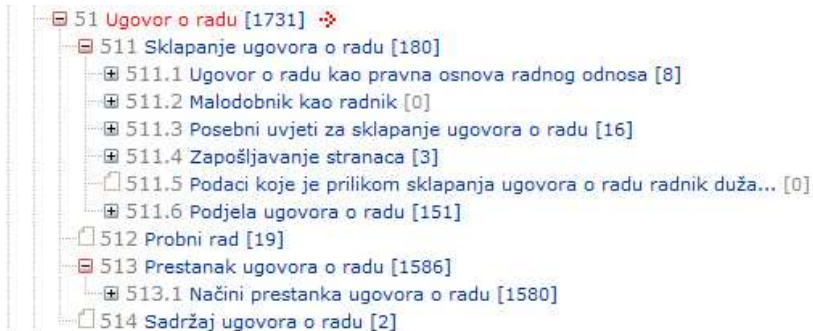 51 Ugovor o radu [1731]
511 Sklapanje ugovora o radu [180]
511.1 Ugovor o radu kao pravna osnova radnog odnosa [8]
511.2 Malodobnik kao radnik [0]
511.3 Posebni uvjeti za sklapanje ugovora o radu [16]
511.4 Zapošljavanje stranaca [3]
511.5 Podaci koje je prilikom sklapanja ugovora o radu radnik duža... [0]
511.6 Podjela ugovora o radu [151]
512 Probni rad [19]
513 Prestanak ugovora o radu [1586]
513.1 Načini prestanka ugovora o radu [1580]
514 Sadržaj ugovora o radu [2]